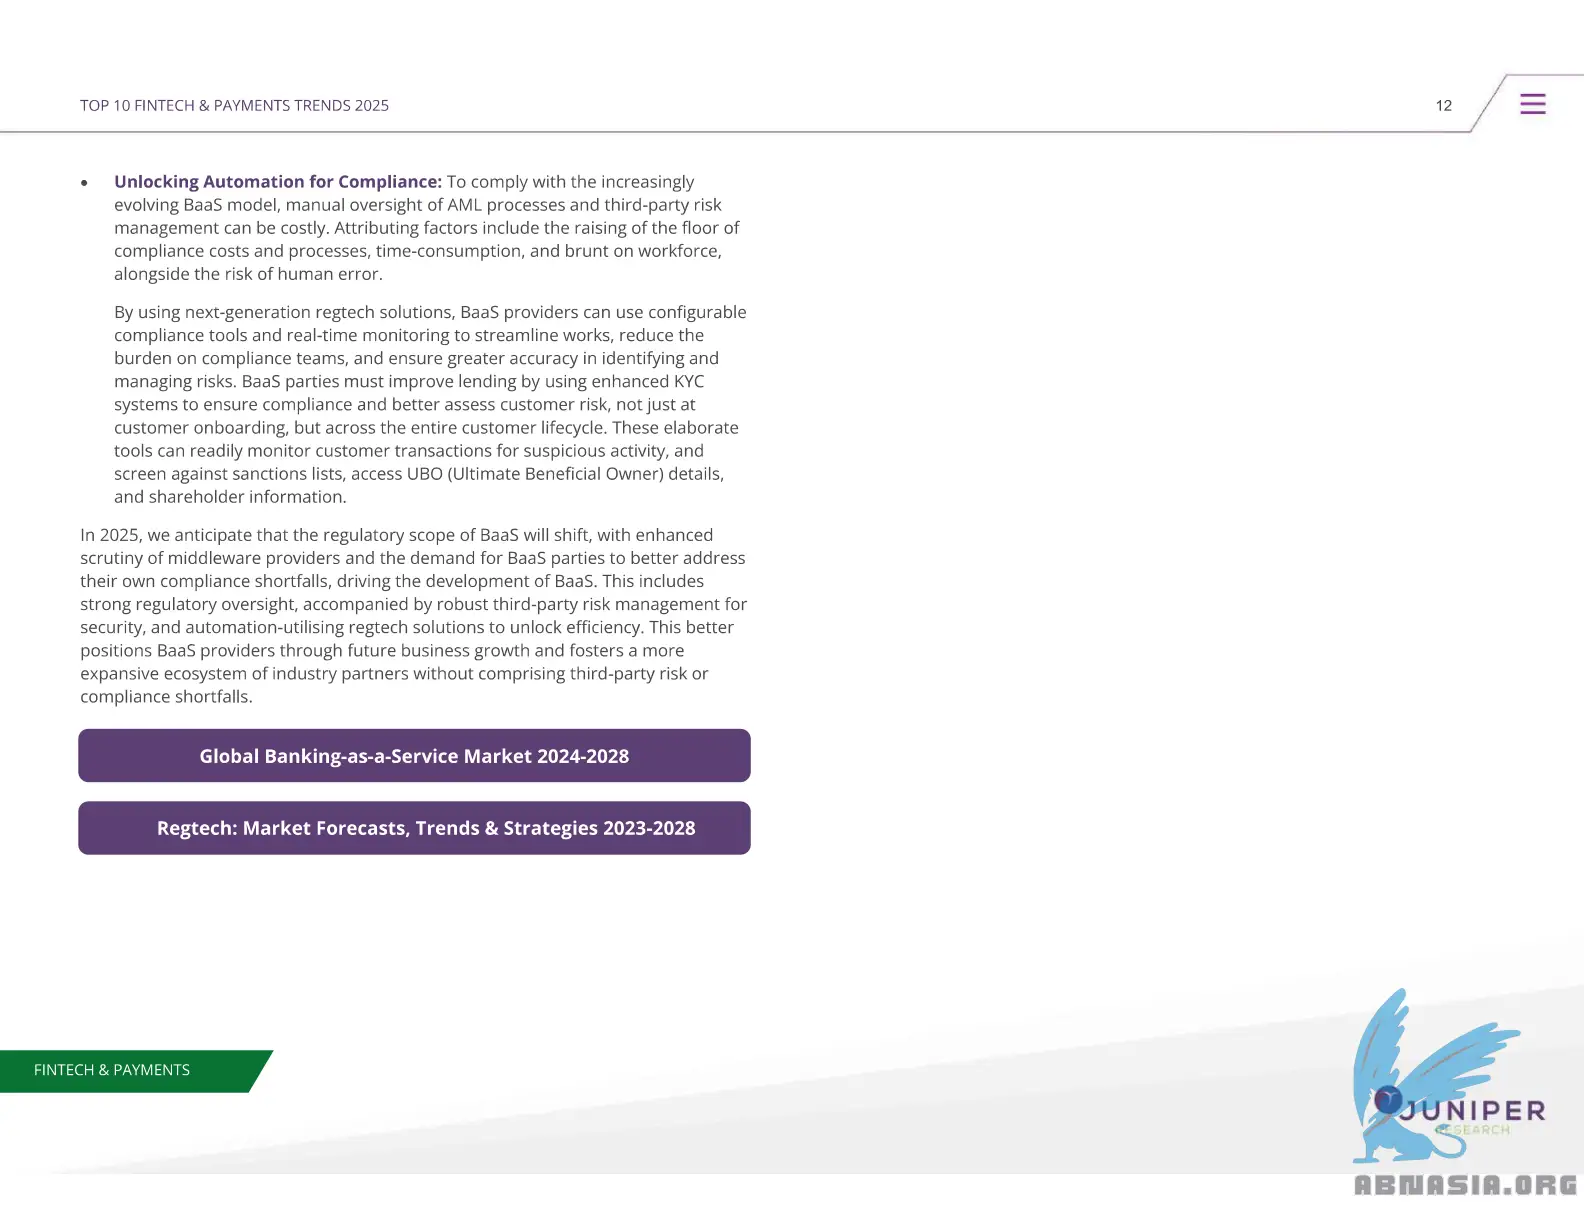 TOP 10 FINTECH & PAYMENTS TRENDS 2025
12
• Unlocking Automation for Compliance: To comply with the increasingly
evolving BaaS model, manual oversight of AML processes and third-party risk
management can be costly. Attributing factors include the raising of the floor of
compliance costs and processes, time-consumption, and brunt on workforce,
alongside the risk of human error.
By using next-generation regtech solutions, BaaS providers can use configurable
compliance tools and real-time monitoring to streamline works, reduce the
burden on compliance teams, and ensure greater accuracy in identifying and
managing risks. BaaS parties must improve lending by using enhanced KYC
systems to ensure compliance and better assess customer risk, not just at
customer onboarding, but across the entire customer lifecycle. These elaborate
tools can readily monitor customer transactions for suspicious activity, and
screen against sanctions lists, access UBO (Ultimate Beneficial Owner) details,
and shareholder information.
In 2025, we anticipate that the regulatory scope of BaaS will shift, with enhanced
scrutiny of middleware providers and the demand for BaaS parties to better address
their own compliance shortfalls, driving the development of BaaS. This includes
strong regulatory oversight, accompanied by robust third-party risk management for
security, and automation-utilising regtech solutions to unlock efficiency. This better
positions BaaS providers through future business growth and fosters a more
expansive ecosystem of industry partners without comprising third-party risk or
compliance shortfalls.
Global Banking-as-a-Service Market 2024-2028
Regtech: Market Forecasts, Trends & Strategies 2023-2028
FINTECH & PAYMENTS
JUNIPER
RESEARCH
ABNASIA.ORG